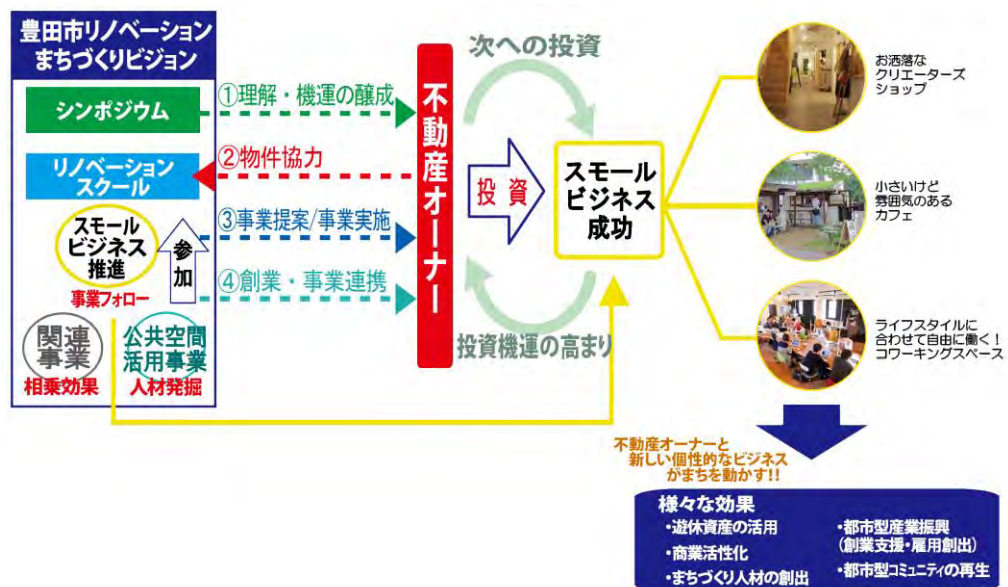 豊田市リノベーション
まちづくりビジョン
シンポジウム
リノベーション
スクール
スモール
ビジネス
推進
参加
事業フォロー
関連
事業
相乗効果
公共空間
活用事業
人材発掘
①理解・機運の醸成
②物件協力
③事業提案/事業実施
④創業・事業連携
不動産オーナー
次への投資
投資
投資機運の高まり
スモール
ビジネス
成功
お洒落な
クリエーターズ
ショップ
小さいけど
雰囲気のある
カフェ
ライフスタイルに
合わせて自由に働く!
コワーキングスペース
不動産オーナーと
新しい個性的なビジネス
がまちを動かす!!
様々な効果
・遊休資産の活用
・商業活性化
・まちづくり人材の創出
・都市型産業振興
(創業支援・雇用創出)
・都市型コミュニティの再生